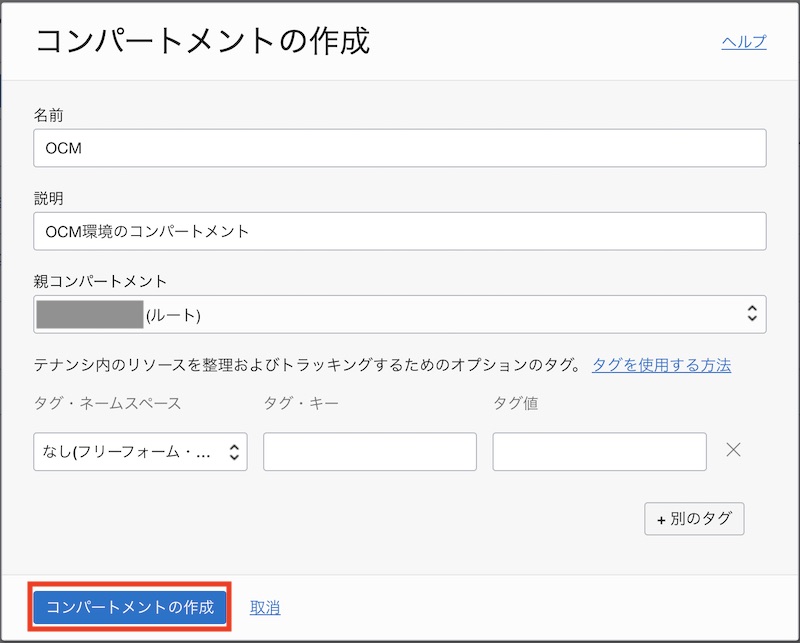 コンパートメントの作成
ヘルプ
名前
OCM
説明
OCM環境のコンパートメント
親コンパートメント
(ルート)
テナンシ内のリソースを整理およびトラッキングするためのオプションのタグ。 タグを使用する方法
タグ・ネームスペース タグ・キー タグ値
なし(フリーフォーム・...
+ 別のタグ
コンパートメントの作成 取消